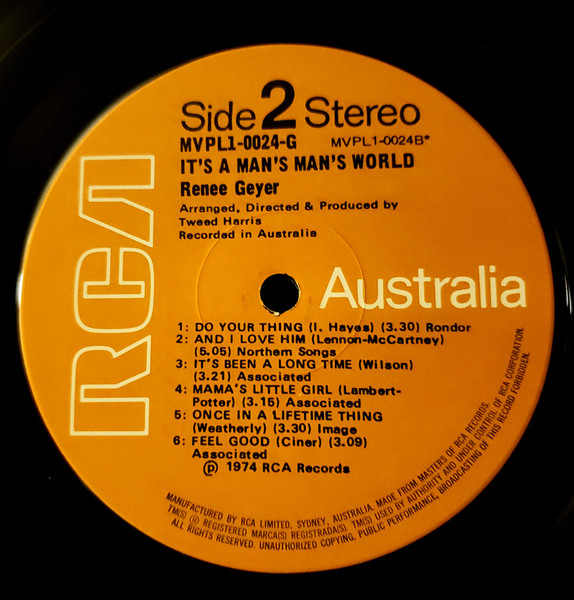 Side 2 Stereo
MVPL1-0024-G MVPL1-0024B*
IT'S A MAN'S MAN'S WORLD
Renee Geyer
Arranged, Directed & Produced by
Tweed Harris
Recorded in Australia
RCA
Australia
1: DO YOUR THING (I. Hayes) (3.30) Rondor
2: AND I LOVE HIM (Lennon-McCartney)
(5.05) Northern Songs
3: IT'S BEEN A LONG TIME (Wilson)
(3.21) Associated
4: MAMA'S LITTLE GIRL (Lambert-
Potter) (3.15) Associated
5: ONCE IN A LIFETIME THING
(Weatherly) (3.30) Image
6: FEEL GOOD (Ciner) (3.09)
Associated
℗ 1974 RCA Records
MANUFACTURED BY RCA LIMITED, SYDNEY, AUSTRALIA. MADE FROM MASTERS OF RCA RECORDS.
TM(S) ® REGISTERED MARCA(S) REGISTRADA(S). TM(S) USED BY AUTHORITY AND UNDER CONTROL OF RCA CORPORATION.
ALL RIGHTS RESERVED. UNAUTHORIZED COPYING, PUBLIC PERFORMANCE, BROADCASTING OF THIS RECORD FORBIDDEN.